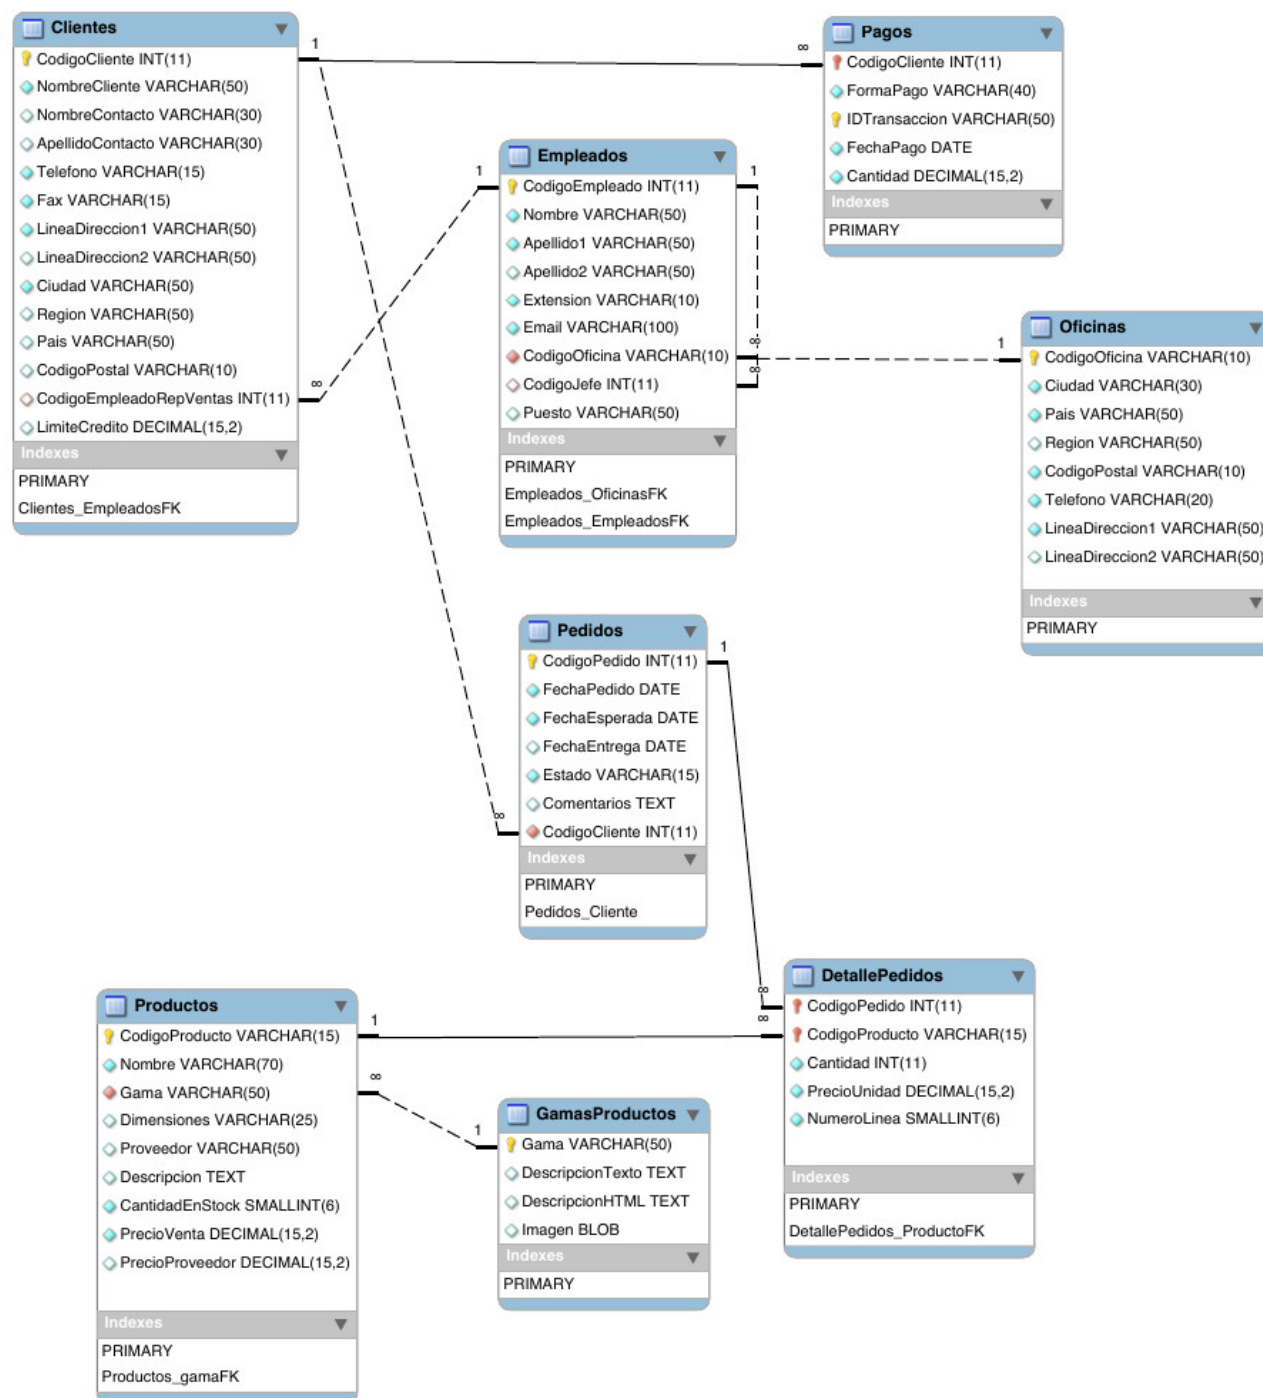 Clientes
CodigoCliente INT(11)
NombreCliente VARCHAR(50)
NombreContacto VARCHAR(30)
ApellidoContacto VARCHAR(30)
Telefono VARCHAR(15)
Fax VARCHAR(15)
LineaDireccion1 VARCHAR(50)
LineaDireccion2 VARCHAR(50)
Ciudad VARCHAR(50)
Region VARCHAR(50)
Pais VARCHAR(50)
CodigoPostal VARCHAR(10)
CodigoEmpleadoRepVentas INT(11)
LimiteCredito DECIMAL(15,2)
Indexes
PRIMARY
Clientes_EmpleadosFK
1
∞
Pagos
CodigoCliente INT(11)
FormaPago VARCHAR(40)
IDTransaccion VARCHAR(50)
FechaPago DATE
Cantidad DECIMAL(15,2)
Indexes
PRIMARY
∞
1
Empleados
CodigoEmpleado INT(11)
Nombre VARCHAR(50)
Apellido1 VARCHAR(50)
Apellido2 VARCHAR(50)
Extension VARCHAR(10)
Email VARCHAR(100)
CodigoOficina VARCHAR(10)
CodigoJefe INT(11)
Puesto VARCHAR(50)
Indexes
PRIMARY
Empleados_OficinasFK
Empleados_EmpleadosFK
1
∞
∞
1
Oficinas
CodigoOficina VARCHAR(10)
Ciudad VARCHAR(30)
Pais VARCHAR(50)
Region VARCHAR(50)
CodigoPostal VARCHAR(10)
Telefono VARCHAR(20)
LineaDireccion1 VARCHAR(50)
LineaDireccion2 VARCHAR(50)
Indexes
PRIMARY
Pedidos
CodigoPedido INT(11)
FechaPedido DATE
FechaEsperada DATE
FechaEntrega DATE
Estado VARCHAR(15)
Comentarios TEXT
CodigoCliente INT(11)
Indexes
PRIMARY
Pedidos_Cliente
∞
1
∞
∞
DetallePedidos
CodigoPedido INT(11)
CodigoProducto VARCHAR(15)
Cantidad INT(11)
PrecioUnidad DECIMAL(15,2)
NumeroLinea SMALLINT(6)
Indexes
PRIMARY
DetallePedidos_ProductoFK
Productos
CodigoProducto VARCHAR(15)
Nombre VARCHAR(70)
Gama VARCHAR(50)
Dimensiones VARCHAR(25)
Proveedor VARCHAR(50)
Descripcion TEXT
CantidadEnStock SMALLINT(6)
PrecioVenta DECIMAL(15,2)
PrecioProveedor DECIMAL(15,2)
Indexes
PRIMARY
Productos_gamaFK
1
∞
1
GamasProductos
Gama VARCHAR(50)
DescripcionTexto TEXT
DescripcionHTML TEXT
Imagen BLOB
Indexes
PRIMARY